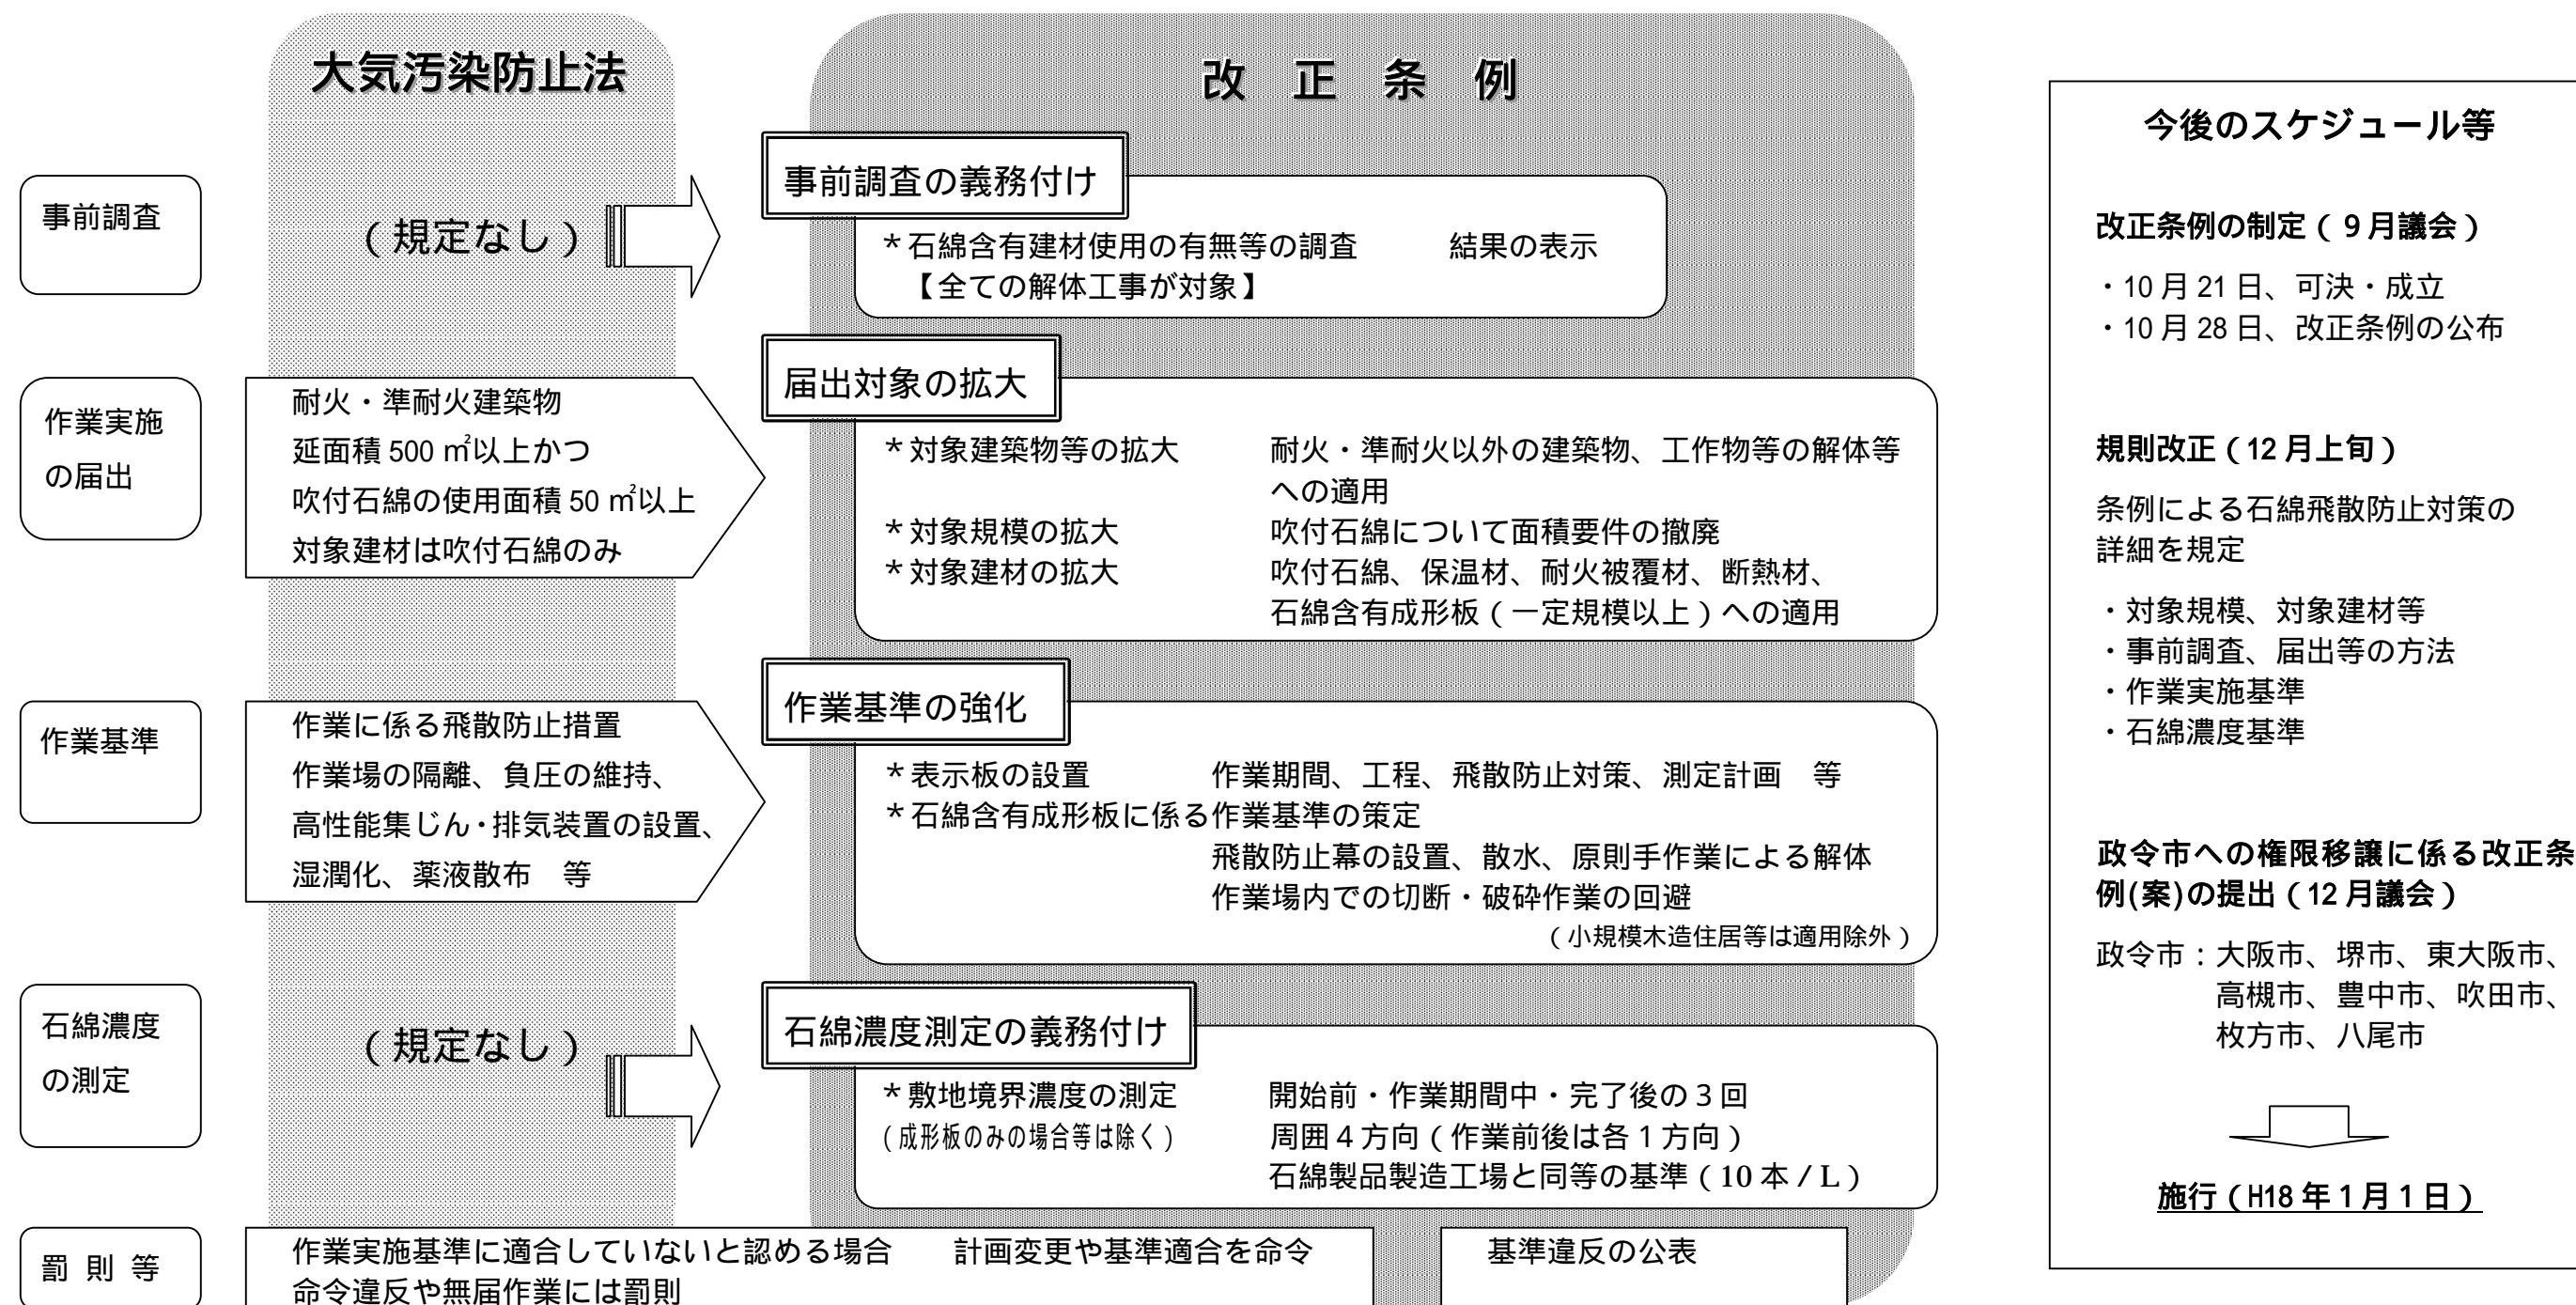 大気汚染防止法
改 正 条 例
事前調査
（規定なし）
事前調査の義務付け
＊石綿含有建材使用の有無等の調査　　　結果の表示
【全ての解体工事が対象】
作業実施
の届出
耐火・準耐火建築物
延面積 500 ㎡以上かつ
吹付石綿の使用面積 50 ㎡以上
対象建材は吹付石綿のみ
届出対象の拡大
＊対象建築物等の拡大　　　耐火・準耐火以外の建築物、工作物等の解体等
への適用
＊対象規模の拡大　　　吹付石綿について面積要件の撤廃
＊対象建材の拡大　　　吹付石綿、保温材、耐火被覆材、断熱材、
石綿含有成形板（一定規模以上）への適用
作業基準
作業に係る飛散防止措置
作業場の隔離、負圧の維持、
高性能集じん・排気装置の設置、
湿潤化、薬液散布　等
作業基準の強化
＊表示板の設置　　　作業期間、工程、飛散防止対策、測定計画　等
＊石綿含有成形板に係る作業基準の策定
飛散防止幕の設置、散水、原則手作業による解体
作業場内での切断・破砕作業の回避
（小規模木造住居等は適用除外）
石綿濃度
の測定
（規定なし）
石綿濃度測定の義務付け
＊敷地境界濃度の測定　　　開始前・作業期間中・完了後の３回
（成形板のみの場合等は除く）　　　周囲４方向（作業前後は各１方向）
石綿製品製造工場と同等の基準（10 本／L）
罰 則 等
作業実施基準に適合していないと認める場合　　計画変更や基準適合を命令
命令違反や無届作業には罰則
基準違反の公表
今後のスケジュール等
改正条例の制定（９月議会）
・10 月 21 日、可決・成立
・10 月 28 日、改正条例の公布
規則改正（12 月上旬）
条例による石綿飛散防止対策の
詳細を規定
・対象規模、対象建材等
・事前調査、届出等の方法
・作業実施基準
・石綿濃度基準
政令市への権限移譲に係る改正条
例(案)の提出（12 月議会）
政令市：大阪市、堺市、東大阪市、
高槻市、豊中市、吹田市、
枚方市、八尾市
施行（H18 年 1 月 1 日）